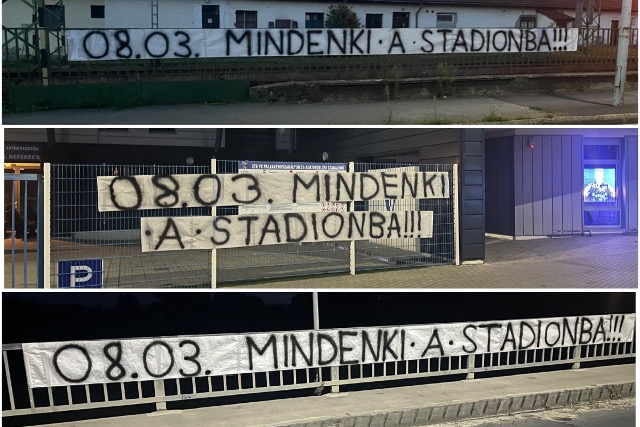 08.03. MINDENKI · A · STADIONBA!!!
08.03. MINDENKI
· A · STADIONBA!!!
P
08.03. MINDENKI · A · STADIONBA!!!